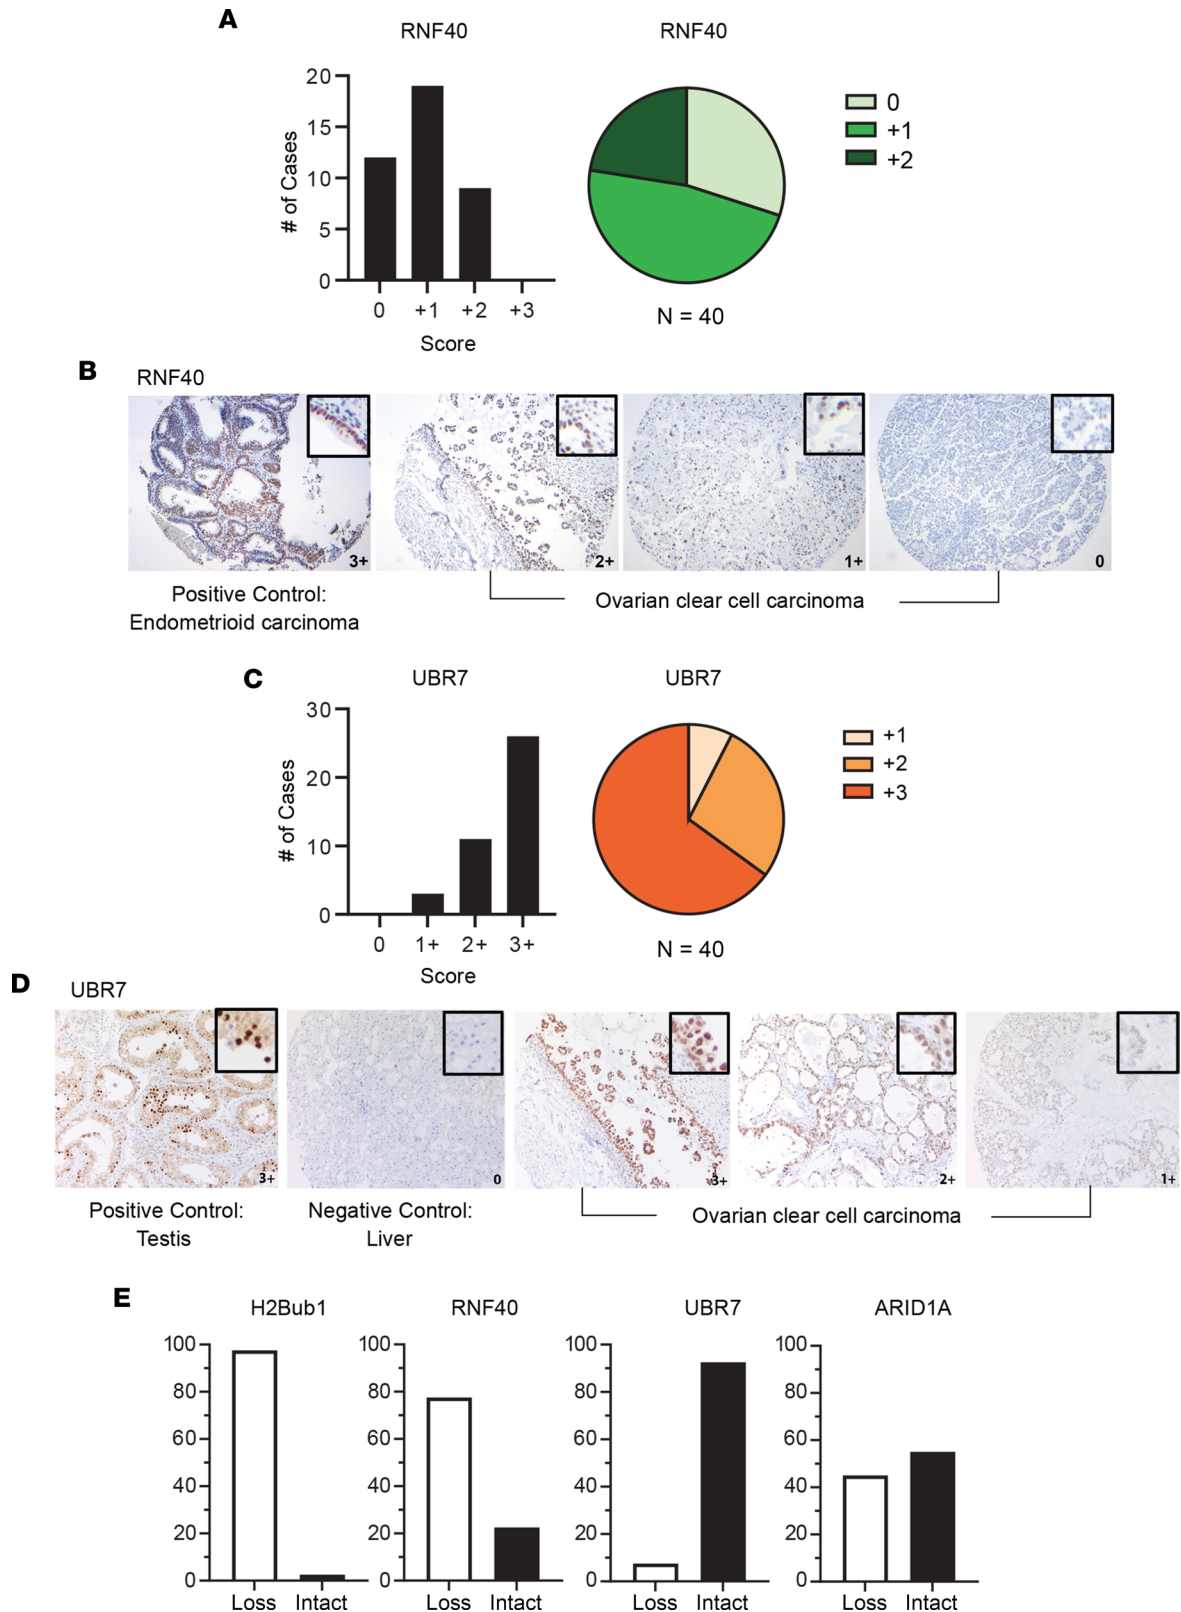 A
RNF40
RNF40
# of Cases
20
15
10
5
0
0 +1 +2 +3
Score
0
+1
+2
N = 40
B
RNF40
3+
2+
1+
0
Positive Control:
Endometrioid carcinoma
Ovarian clear cell carcinoma
C
UBR7
UBR7
# of Cases
30
20
10
0
0 1+ 2+ 3+
Score
+1
+2
+3
N = 40
D
UBR7
3+
0
3+
2+
1+
Positive Control:
Testis
Negative Control:
Liver
Ovarian clear cell carcinoma
E
H2Bub1
100
80
60
40
20
0
Loss Intact
RNF40
100
80
60
40
20
0
Loss Intact
UBR7
100
80
60
40
20
0
Loss Intact
ARID1A
100
80
60
40
20
0
Loss Intact